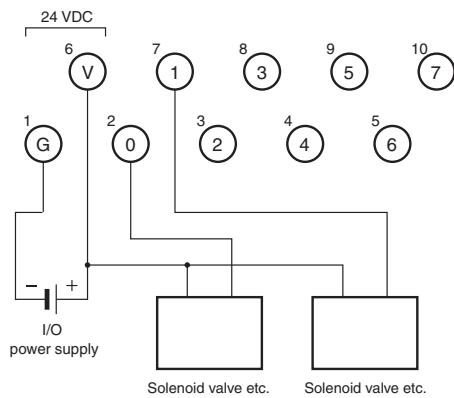 24 VDC
6 7 8 9 10
V 1 3 5 7
1 2 3 4 5
G 0 2 4 6
− +
I/O
power supply
Solenoid valve etc. Solenoid valve etc.